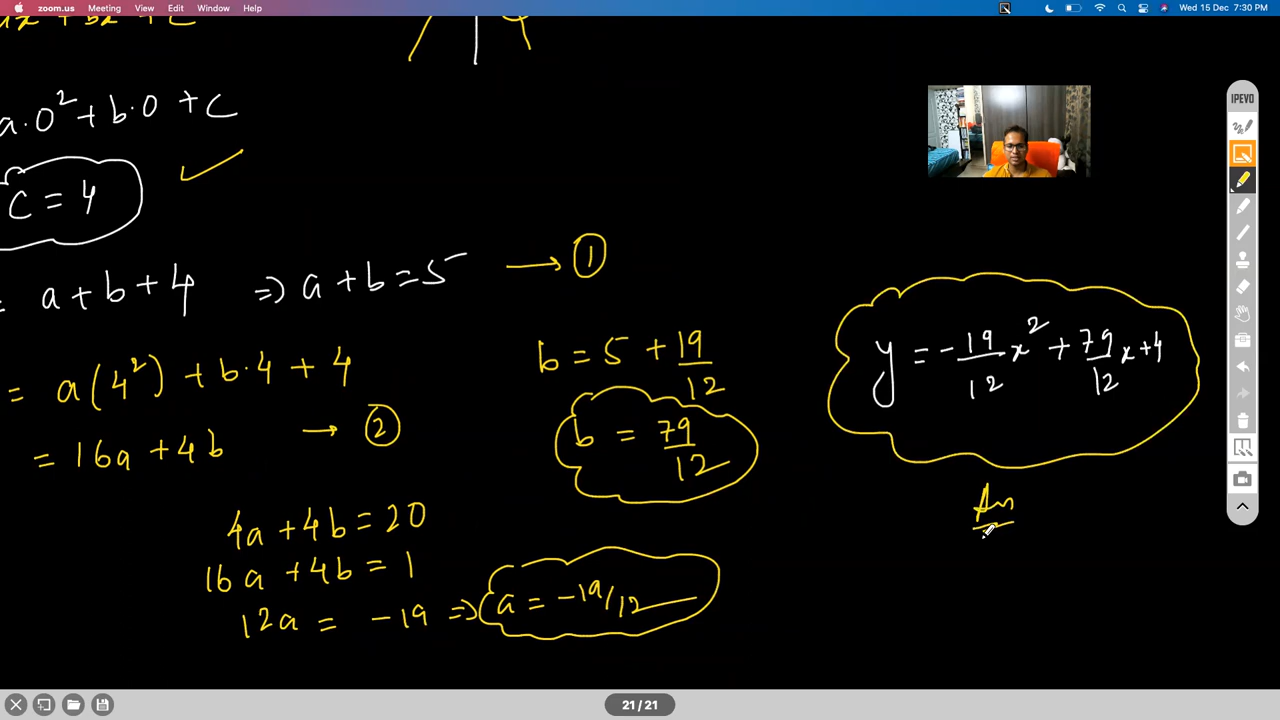 zoom.us Meeting View Edit Window Help Wed 15 Dec 7:30 PM
a·0² + b·0 + C
C = 4
= a + b + 4 => a + b = 5 → ①
= a(4²) + b·4 + 4
= 16a + 4b → ②
4a + 4b = 20
16a + 4b = 1
12a = -19 => a = -19/12
b = 5 + 19/12
b = 79/12
y = -19/12 x² + 79/12 x + 4
Ans
IPEVO
21 / 21